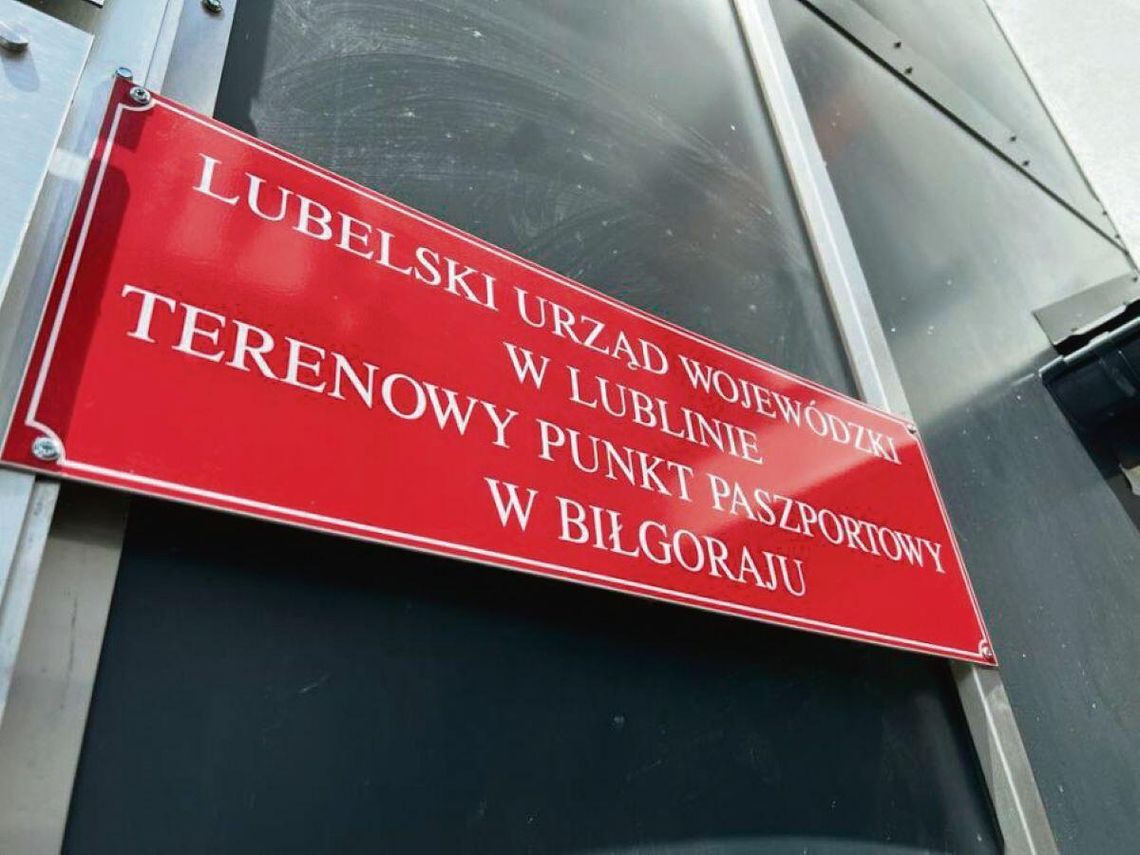 LUBELSKI URZĄD WOJEWÓDZKI
W LUBLINIE
TERENOWY PUNKT PASZPORTOWY
W BIŁGORAJU